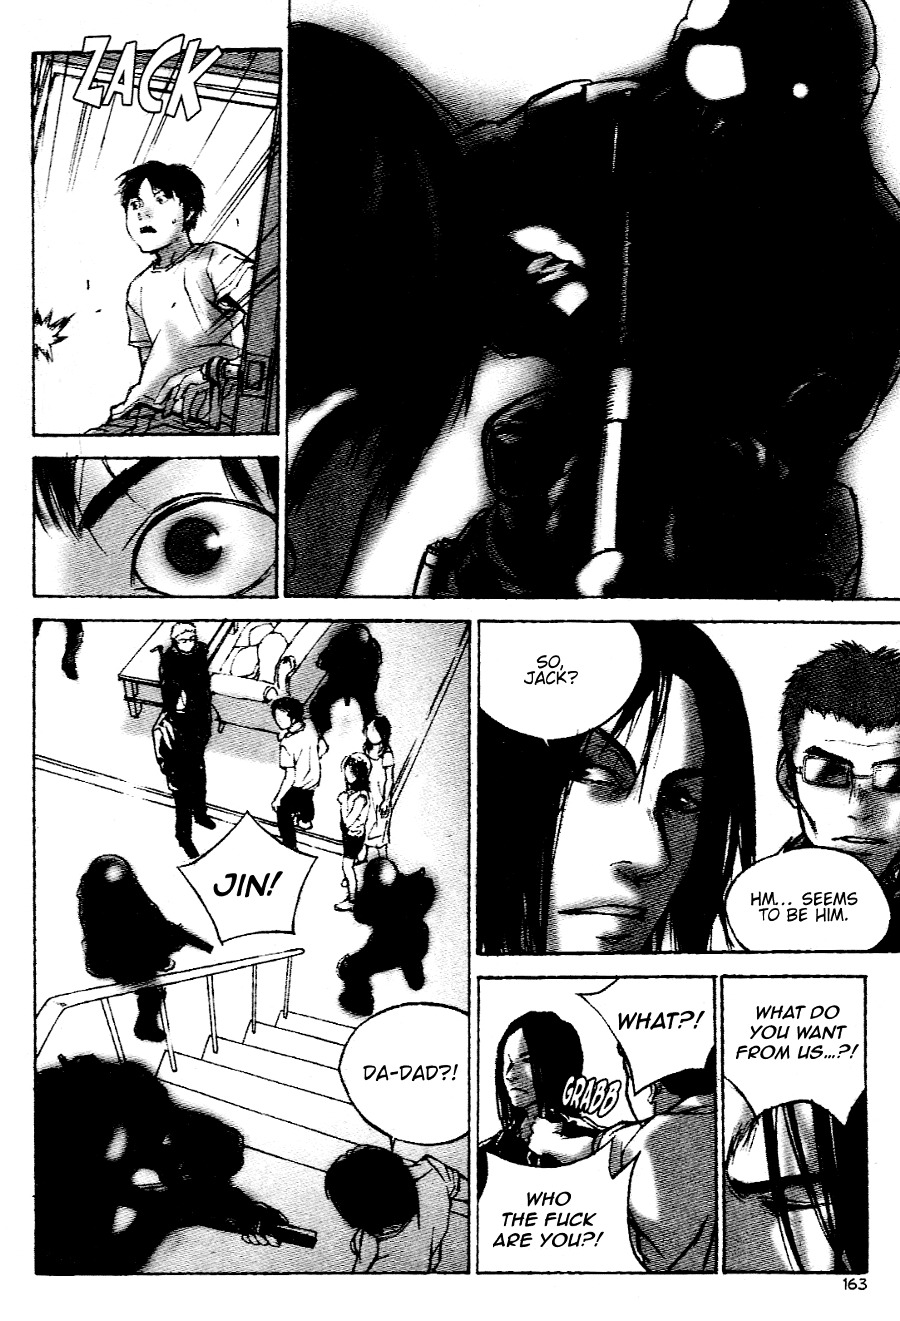 ZACK
SO,
JACK?
HM... SEEMS
TO BE HIM.
JIN!
DA-DAD?!
WHAT?!
GRABB
WHO
THE FUCK
ARE YOU?!
WHAT DO
YOU WANT
FROM US...?!
163